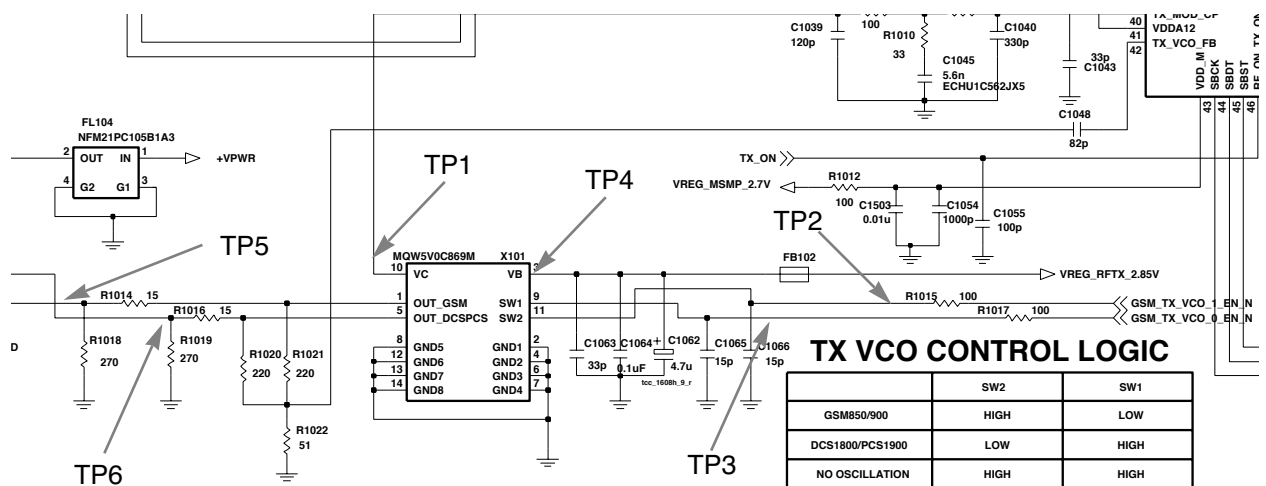 C1039
120p
100
R1010
33
C1045
5.6n
ECHU1C562JX5
C1040
330p
33p
C1043
40
41
42
TX_MOD_CP
VDDA12
TX_VCO_FB
VDD_M
SBCK
SBDT
SBST
RF_ON_TX_ON
43
44
45
46
C1048
82p
FL104
NFM21PC105B1A3
2 OUT IN 1
+VPWR
4 G2 G1 3
TX_ON
VREG_MSMP_2.7V
R1012
100
C1503
0.01u
C1054
1000p
C1055
100p
TP1
TP4
TP2
TP5
MQW5V0C869M X101
10 VC VB 3
FB102
VREG_RFTX_2.85V
R1014 15
1 OUT_GSM SW1 9
R1015 100
GSM_TX_VCO_1_EN_N
R1016 15
5 OUT_DCSPCS SW2 11
R1017 100
GSM_TX_VCO_0_EN_N
D
R1018
270
R1019
270
R1020
220
R1021
220
8 GND5 GND1 2
12 GND6 GND2 4
13 GND7 GND3 6
14 GND8 GND4 7
C1063
33p
C1064
0.1uF
+
C1062
4.7u
tcc_1608h_9_r
C1065
15p
C1066
15p
R1022
51
TP6
TP3
TX VCO CONTROL LOGIC
SW2 SW1
GSM850/900 HIGH LOW
DCS1800/PCS1900 LOW HIGH
NO OSCILLATION HIGH HIGH